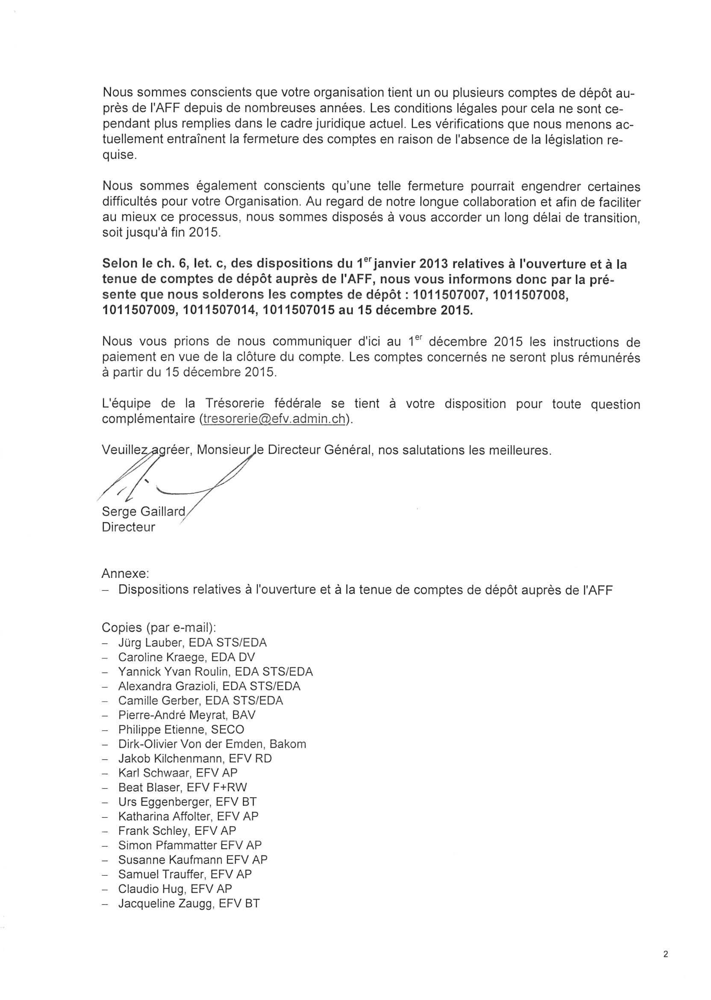 Nous sommes conscients que votre organisation tient un ou plusieurs comptes de dépôt au-
près de l'AFF depuis de nombreuses années. Les conditions légales pour cela ne sont ce-
pendant plus remplies dans le cadre juridique actuel. Les vérifications que nous menons ac-
tuellement entraînent la fermeture des comptes en raison de l'absence de la législation re-
quise.
Nous sommes également conscients qu'une telle fermeture pourrait engendrer certaines
difficultés pour votre Organisation. Au regard de notre longue collaboration et afin de faciliter
au mieux ce processus, nous sommes disposés à vous accorder un long délai de transition,
soit jusqu'à fin 2015.
Selon le ch. 6, let. c, des dispositions du 1er janvier 2013 relatives à l'ouverture et à la
tenue de comptes de dépôt auprès de l'AFF, nous vous informons donc par la pré-
sente que nous solderons les comptes de dépôt : 1011507007, 1011507008,
1011507009, 1011507014, 1011507015 au 15 décembre 2015.
Nous vous prions de nous communiquer d'ici au 1er décembre 2015 les instructions de
paiement en vue de la clôture du compte. Les comptes concernés ne seront plus rémunérés
à partir du 15 décembre 2015.
L'équipe de la Trésorerie fédérale se tient à votre disposition pour toute question
complémentaire (tresorerie@efv.admin.ch).
Veuillez agréer, Monsieur le Directeur Général, nos salutations les meilleures.
Serge Gaillard
Directeur
Annexe:
– Dispositions relatives à l'ouverture et à la tenue de comptes de dépôt auprès de l'AFF
Copies (par e-mail):
– Jürg Lauber, EDA STS/EDA
– Caroline Kraege, EDA DV
– Yannick Yvan Roulin, EDA STS/EDA
– Alexandra Grazioli, EDA STS/EDA
– Camille Gerber, EDA STS/EDA
– Pierre-André Meyrat, BAV
– Philippe Etienne, SECO
– Dirk-Olivier Von der Emden, Bakom
– Jakob Kilchenmann, EFV RD
– Karl Schwaar, EFV AP
– Beat Blaser, EFV F+RW
– Urs Eggenberger, EFV BT
– Katharina Affolter, EFV AP
– Frank Schley, EFV AP
– Simon Pfammatter EFV AP
– Susanne Kaufmann EFV AP
– Samuel Trauffer, EFV AP
– Claudio Hug, EFV AP
– Jacqueline Zaugg, EFV BT
2